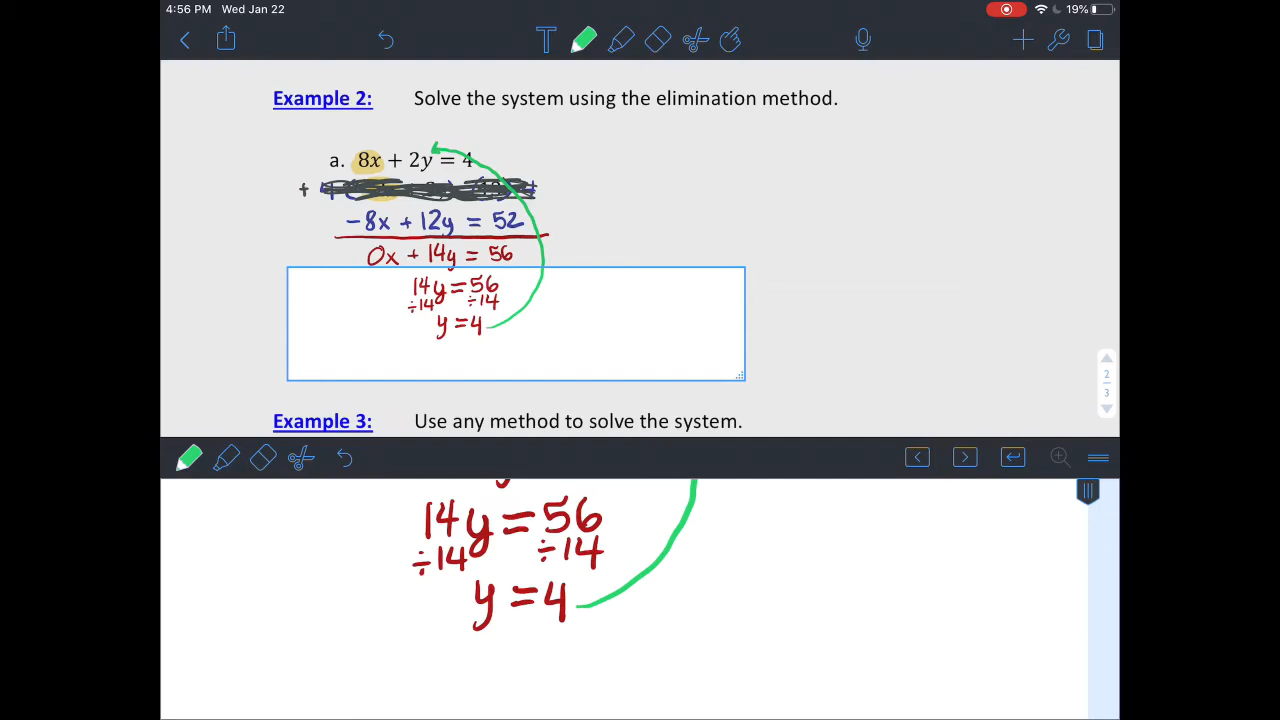 4:56 PM Wed Jan 22
19%
Example 2: Solve the system using the elimination method.
a. 8x + 2y = 4
+
-8x + 12y = 52
0x + 14y = 56
14y = 56
÷14 ÷14
y = 4
2
3
Example 3: Use any method to solve the system.
14y = 56
÷14 ÷14
y = 4